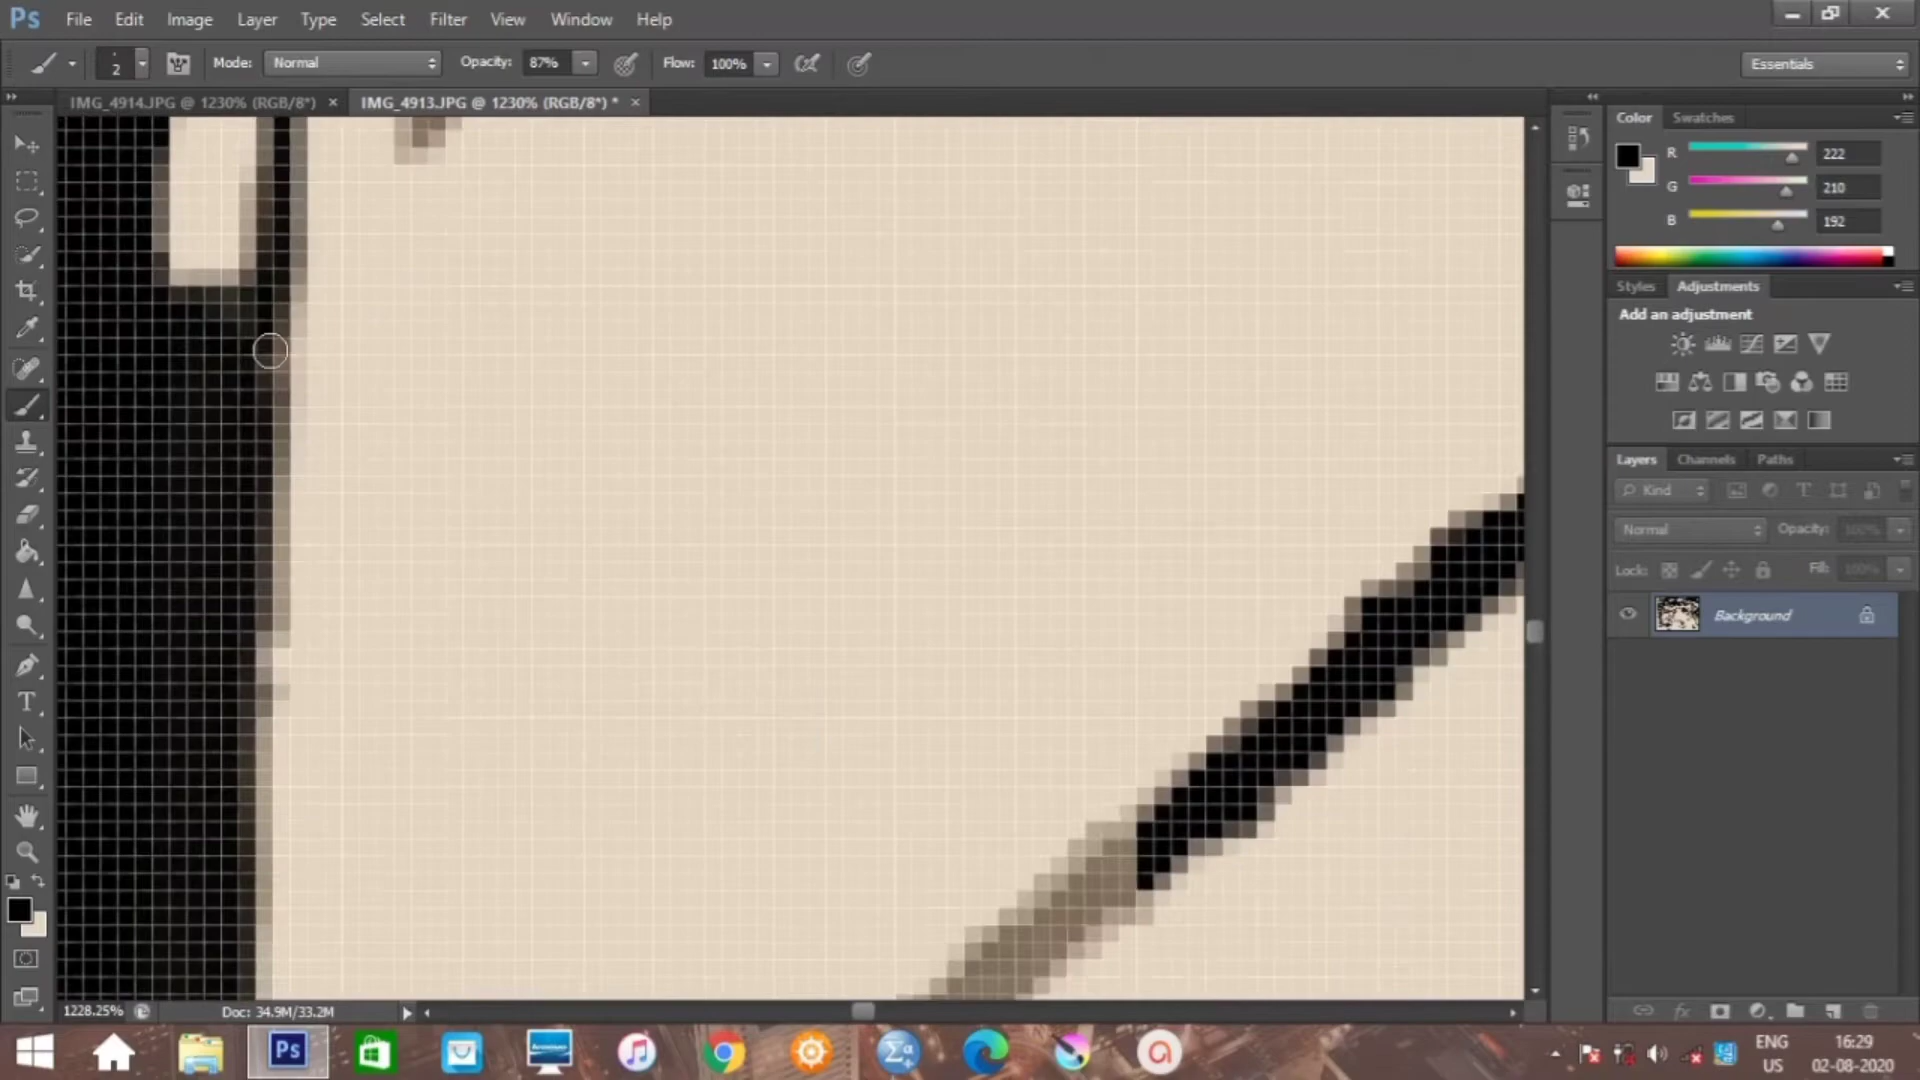 Ps File Edit Image Layer Type Select Filter View Window Help
2 Mode: Normal Opacity: 87% Flow: 100% Essentials
IMG_4914.JPG @ 1230% (RGB/8*) × IMG_4913.JPG @ 1230% (RGB/8*) * ×
Color Swatches
R 222
G 210
B 192
Styles Adjustments
Add an adjustment
Layers Channels Paths
Kind
Normal Opacity: 100%
Lock: Fill: 100%
Background
1228.25% Doc: 34.9M/33.2M
Ps ENG 16:29
US 02-08-2020